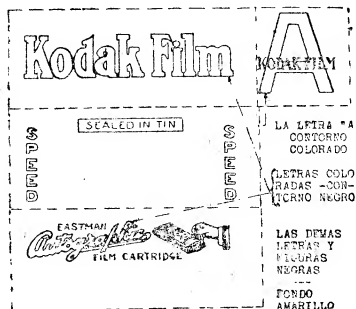 Kodak Film
A
KODAK FILM
SEALED IN TIN
SPEED
SPEED
EASTMAN
Autographic
FILM CARTRIDGE
LA LETRA "A
CONTORNO
COLORADO
LETRAS COLO
RADAS -CON-
TORNO NEGRO
LAS DEMAS
LETRAS Y
FIGURAS
NEGRAS
FONDO
AMARILLO